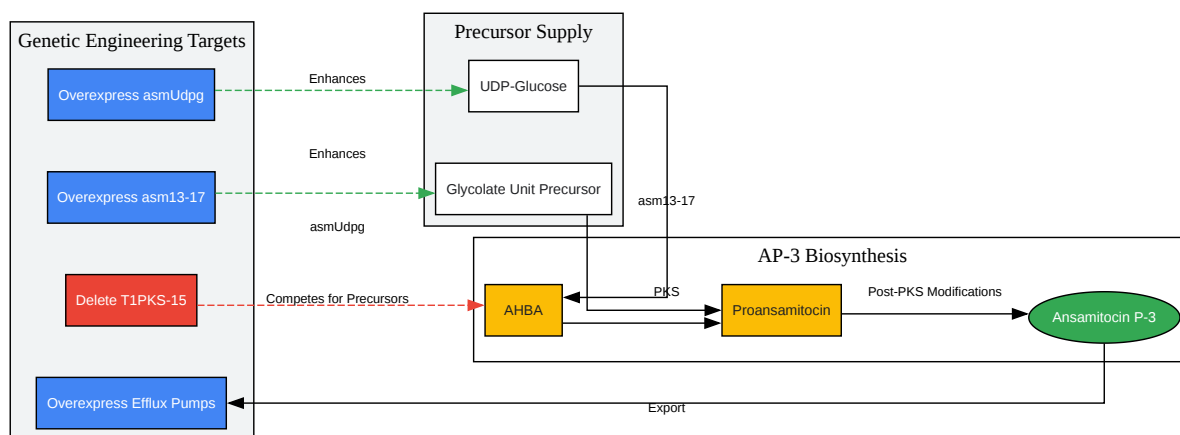 Genetic Engineering Targets
Overexpress asmUdpg
Overexpress asm13-17
Delete T1PKS-15
Overexpress Efflux Pumps
Enhances
Enhances
asmUdpg
Competes for Precursors
Precursor Supply
UDP-Glucose
Glycolate Unit Precursor
asm13-17
AP-3 Biosynthesis
AHBA
PKS
Proansamitocin
Post-PKS Modifications
Ansamitocin P-3
Export